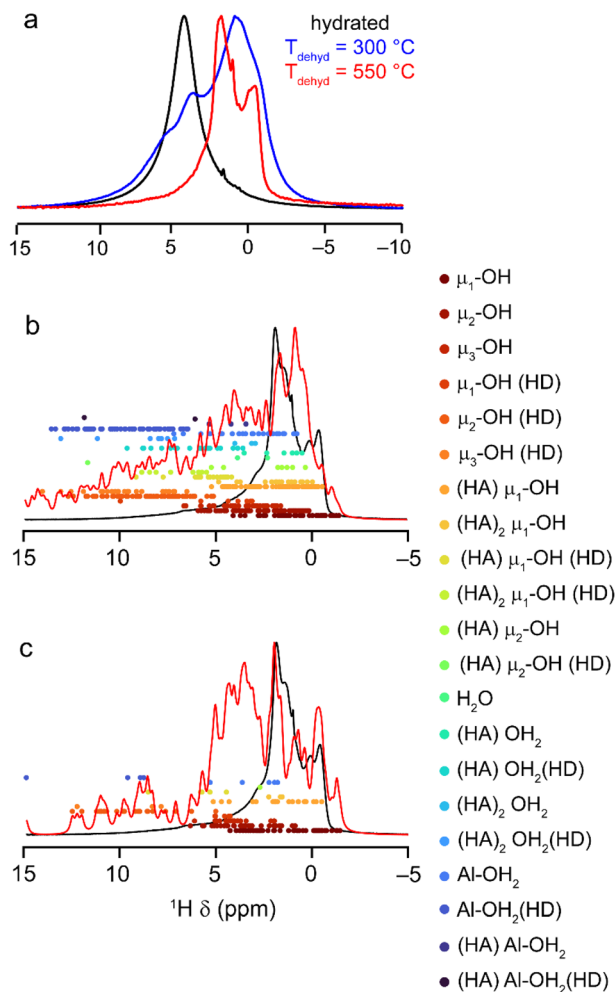 a
hydrated
T_dehyd = 300 °C
T_dehyd = 550 °C
15 10 5 0 –5 –10
b
15 10 5 0 –5
c
15 10 5 0 –5
¹H δ (ppm)
μ₁-OH
μ₂-OH
μ₃-OH
μ₁-OH (HD)
μ₂-OH (HD)
μ₃-OH (HD)
(HA) μ₁-OH
(HA)₂ μ₁-OH
(HA) μ₁-OH (HD)
(HA)₂ μ₁-OH (HD)
(HA) μ₂-OH
(HA) μ₂-OH (HD)
H₂O
(HA) OH₂
(HA) OH₂(HD)
(HA)₂ OH₂
(HA)₂ OH₂(HD)
Al-OH₂
Al-OH₂(HD)
(HA) Al-OH₂
(HA) Al-OH₂(HD)